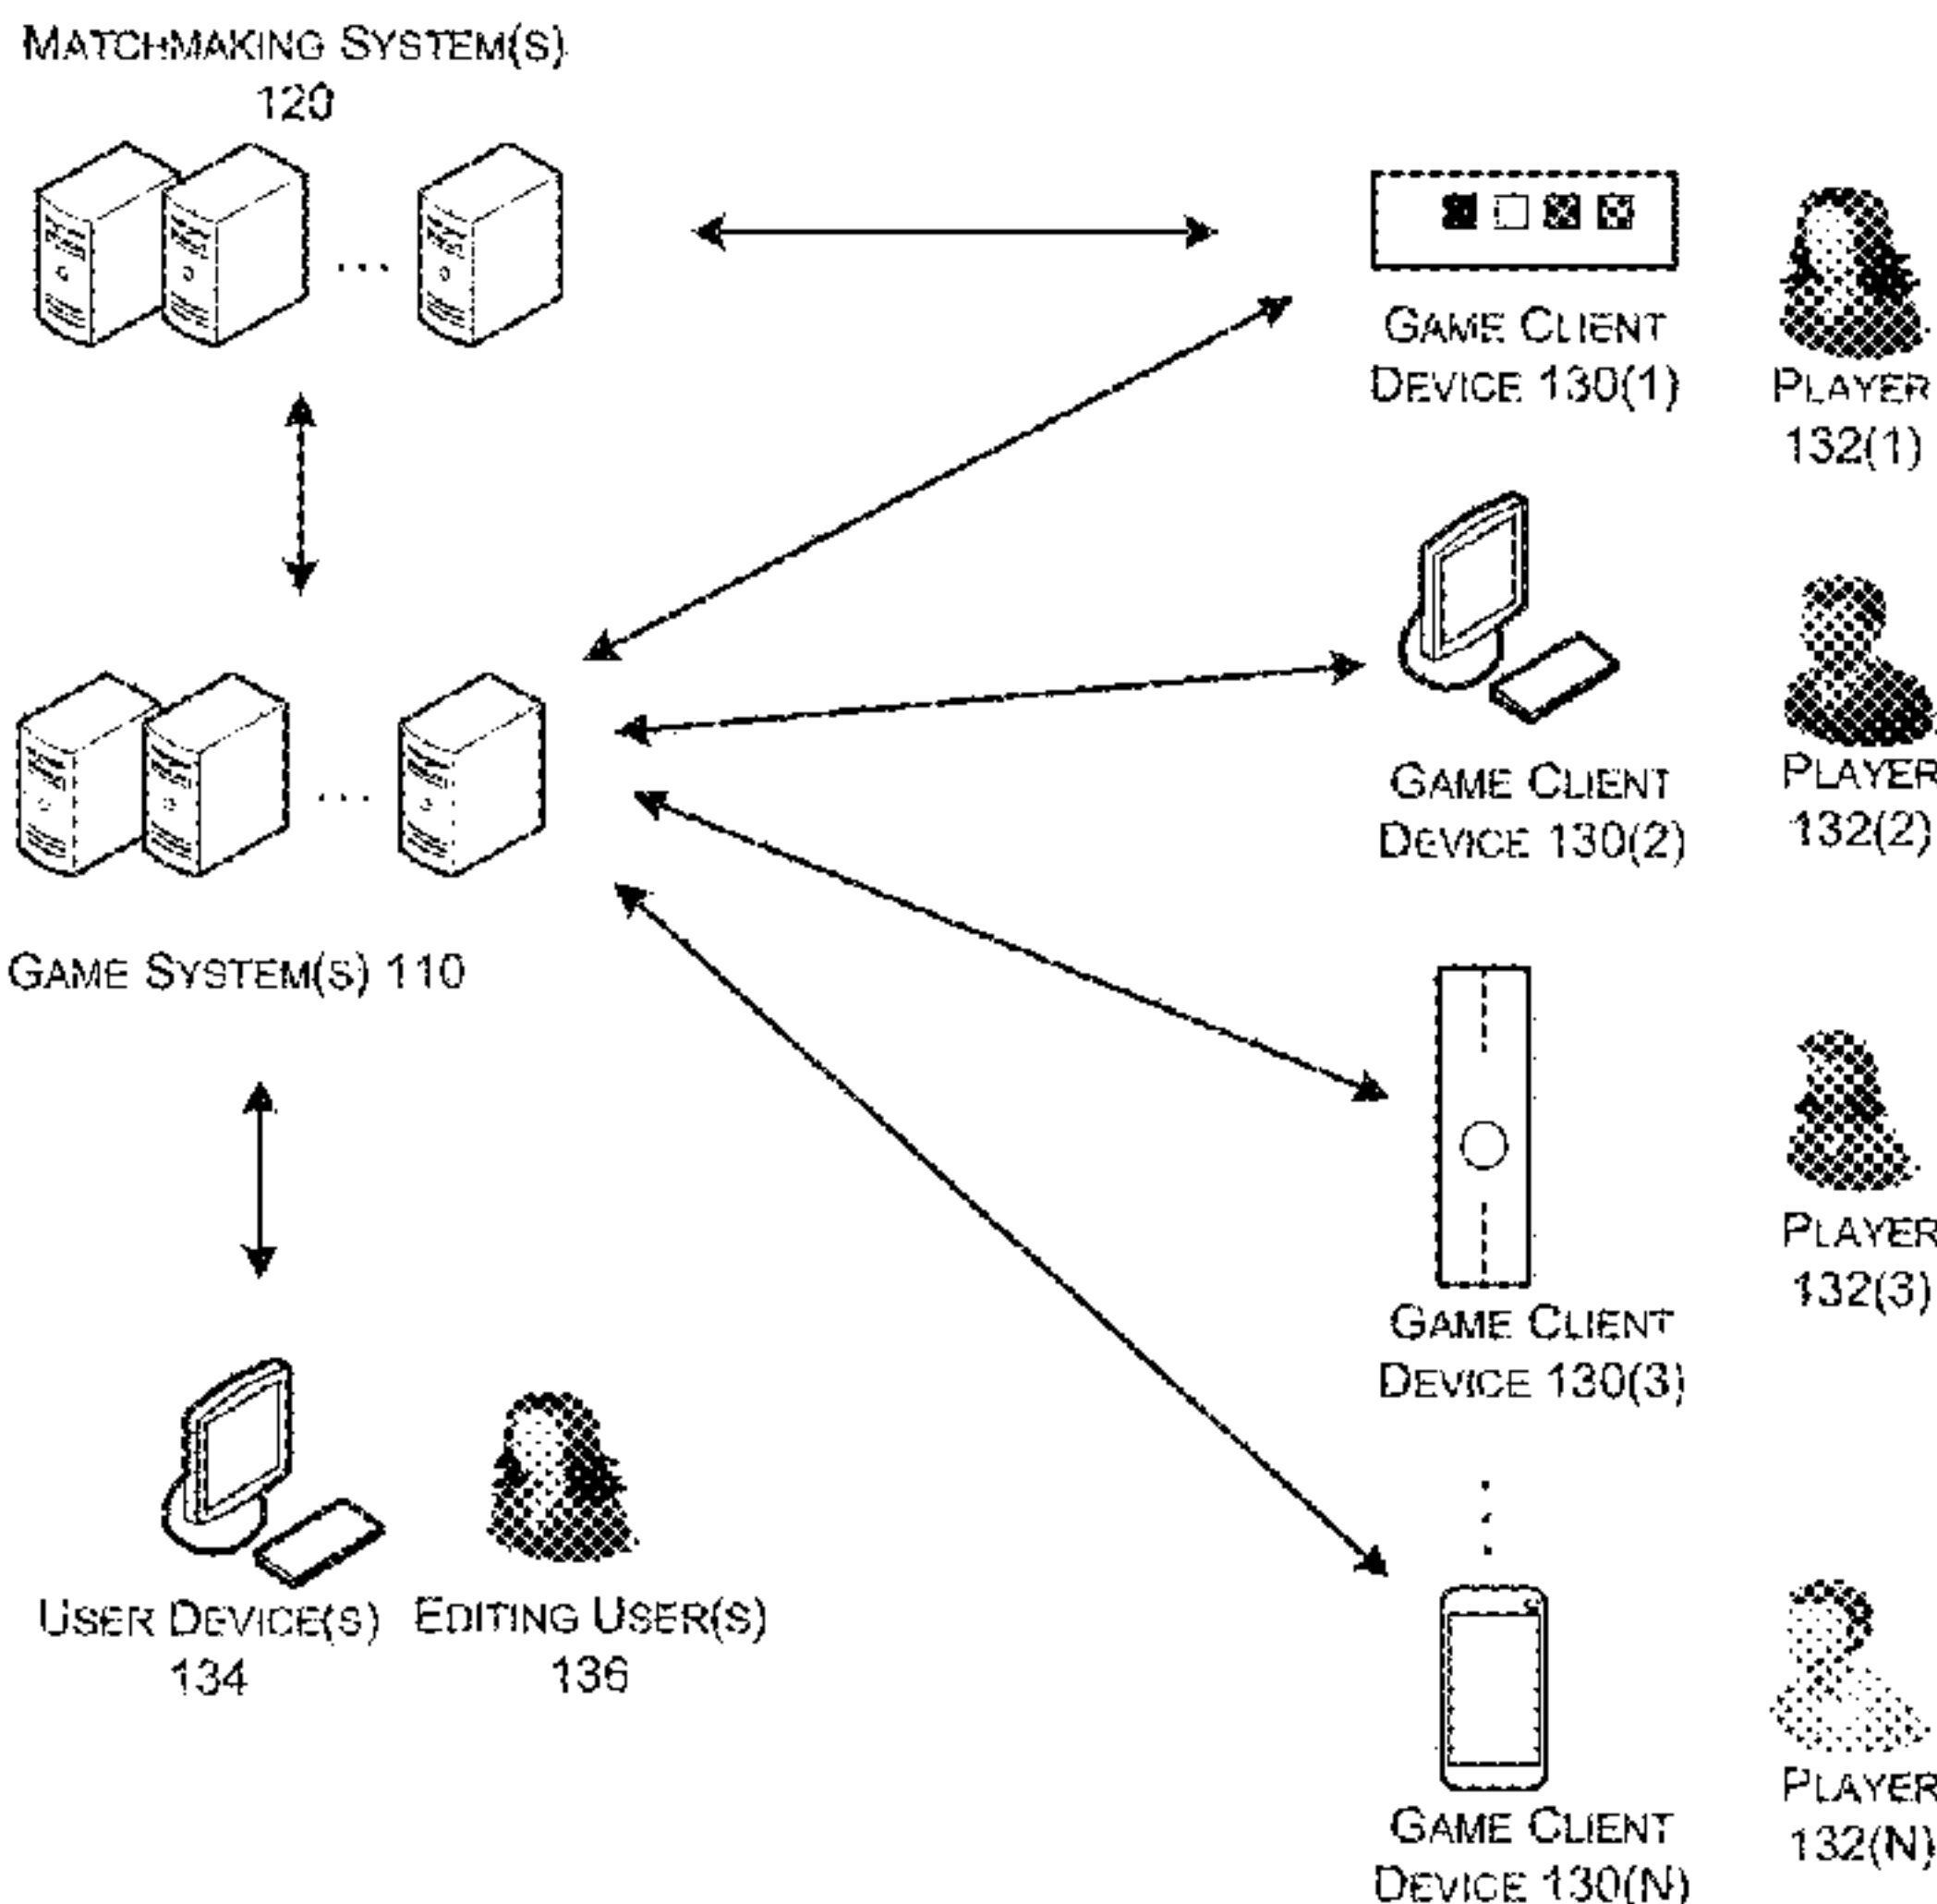 MATCHMAKING SYSTEM(S)
120
GAME CLIENT
DEVICE 130(1)
PLAYER
132(1)
GAME CLIENT
DEVICE 130(2)
PLAYER
132(2)
GAME SYSTEM(S) 110
GAME CLIENT
DEVICE 130(3)
PLAYER
132(3)
USER DEVICE(S)
134
EDITING USER(S)
136
GAME CLIENT
DEVICE 130(N)
PLAYER
132(N)